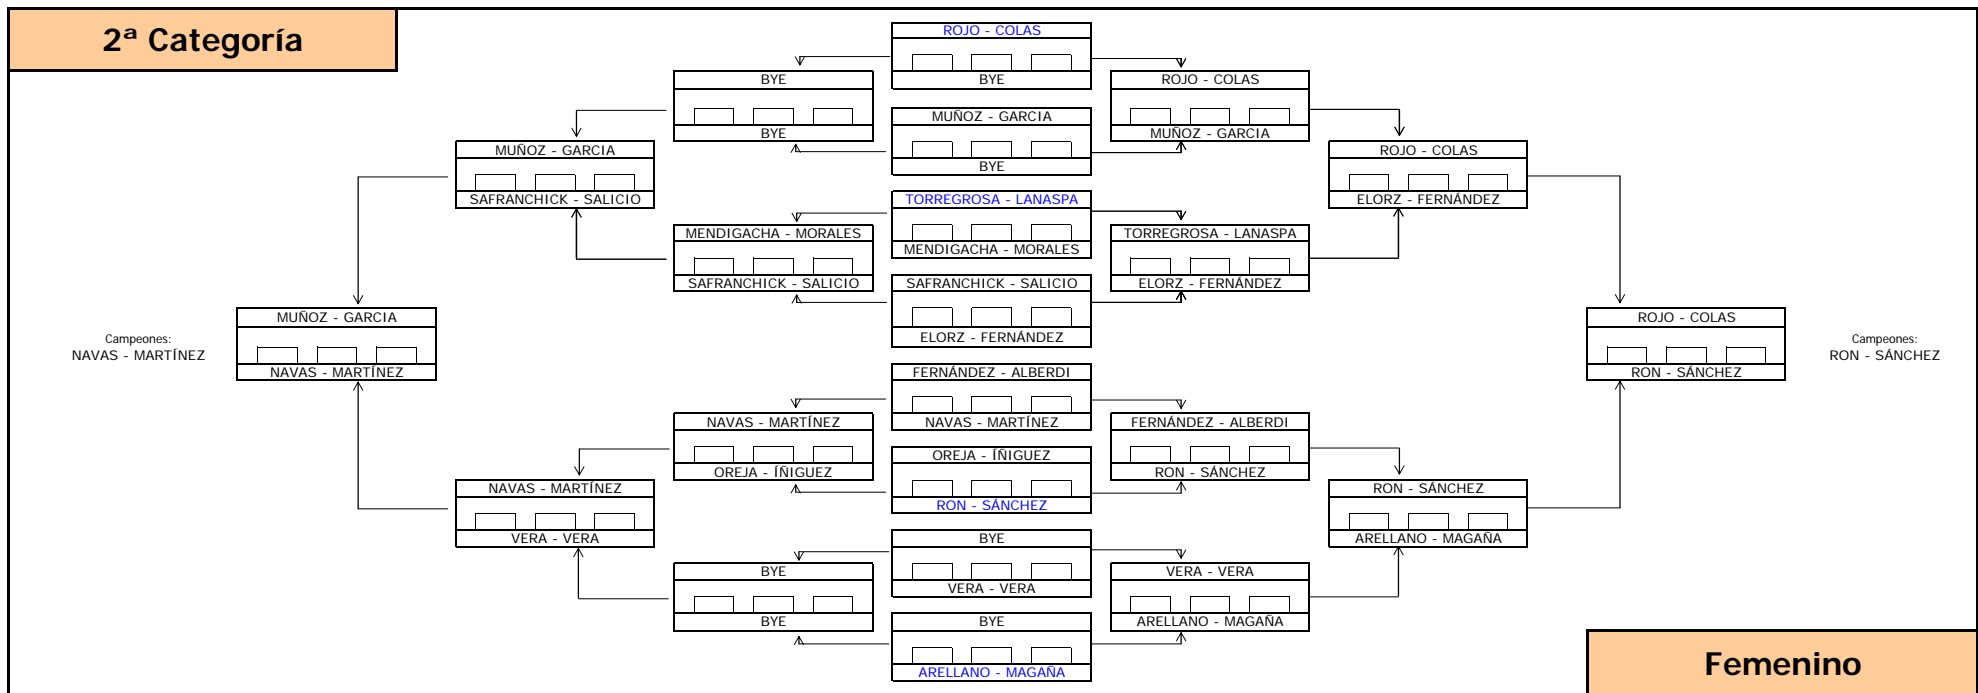 2ª Categoría
ROJO - COLAS
BYE
MUÑOZ - GARCIA
BYE
TORREGROSA - LANASPA
MENDIGACHA - MORALES
SAFRANCHICK - SALICIO
ELORZ - FERNÁNDEZ
FERNÁNDEZ - ALBERDI
NAVAS - MARTÍNEZ
OREJA - ÍÑIGUEZ
RON - SÁNCHEZ
BYE
VERA - VERA
BYE
ARELLANO - MAGAÑA
BYE
BYE
MENDIGACHA - MORALES
SAFRANCHICK - SALICIO
NAVAS - MARTÍNEZ
OREJA - ÍÑIGUEZ
BYE
BYE
MUÑOZ - GARCIA
SAFRANCHICK - SALICIO
NAVAS - MARTÍNEZ
VERA - VERA
MUÑOZ - GARCIA
NAVAS - MARTÍNEZ
Campeones:
NAVAS - MARTÍNEZ
ROJO - COLAS
MUÑOZ - GARCIA
TORREGROSA - LANASPA
ELORZ - FERNÁNDEZ
FERNÁNDEZ - ALBERDI
RON - SÁNCHEZ
VERA - VERA
ARELLANO - MAGAÑA
ROJO - COLAS
ELORZ - FERNÁNDEZ
RON - SÁNCHEZ
ARELLANO - MAGAÑA
ROJO - COLAS
RON - SÁNCHEZ
Campeones:
RON - SÁNCHEZ
Femenino